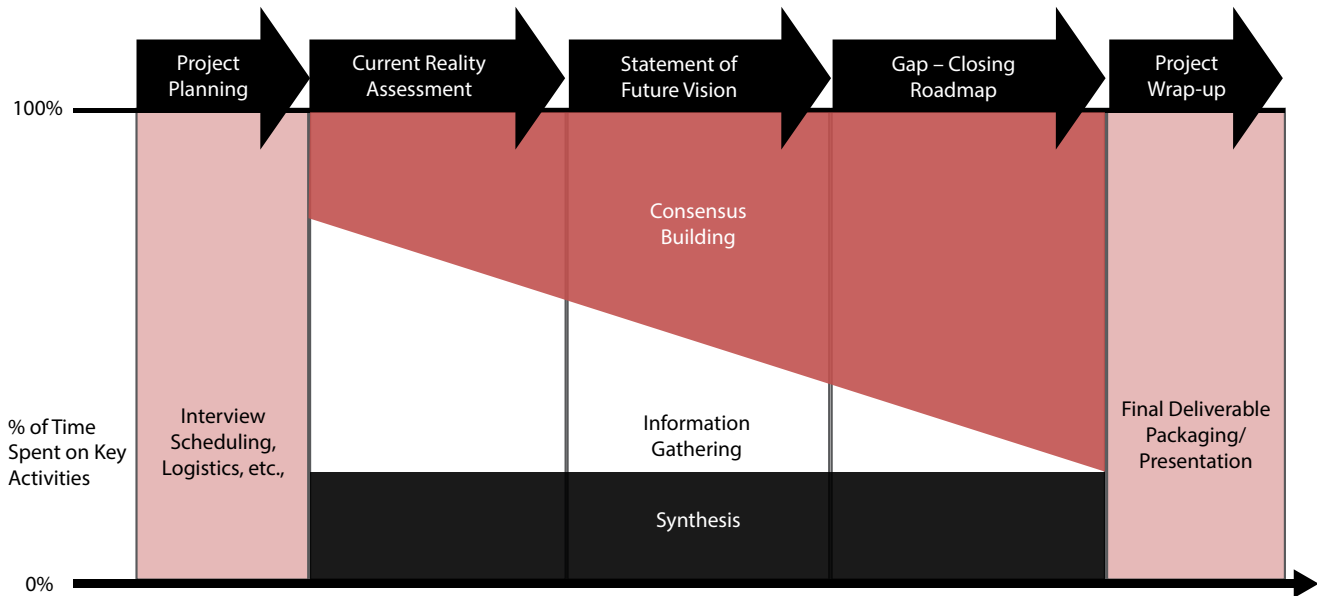 Project
Planning
Current Reality
Assessment
Statement of
Future Vision
Gap – Closing
Roadmap
Project
Wrap-up
100%
Consensus
Building
% of Time
Spent on Key
Activities
Interview
Scheduling,
Logistics, etc.,
Information
Gathering
Final Deliverable
Packaging/
Presentation
Synthesis
0%